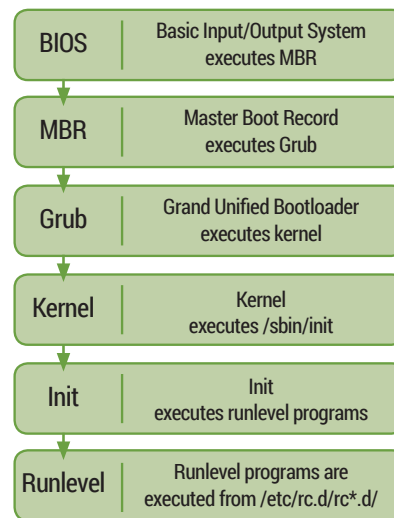 BIOS
Basic Input/Output System
executes MBR
MBR
Master Boot Record
executes Grub
Grub
Grand Unified Bootloader
executes kernel
Kernel
Kernel
executes /sbin/init
Init
Init
executes runlevel programs
Runlevel
Runlevel programs are
executed from /etc/rc.d/rc*.d/